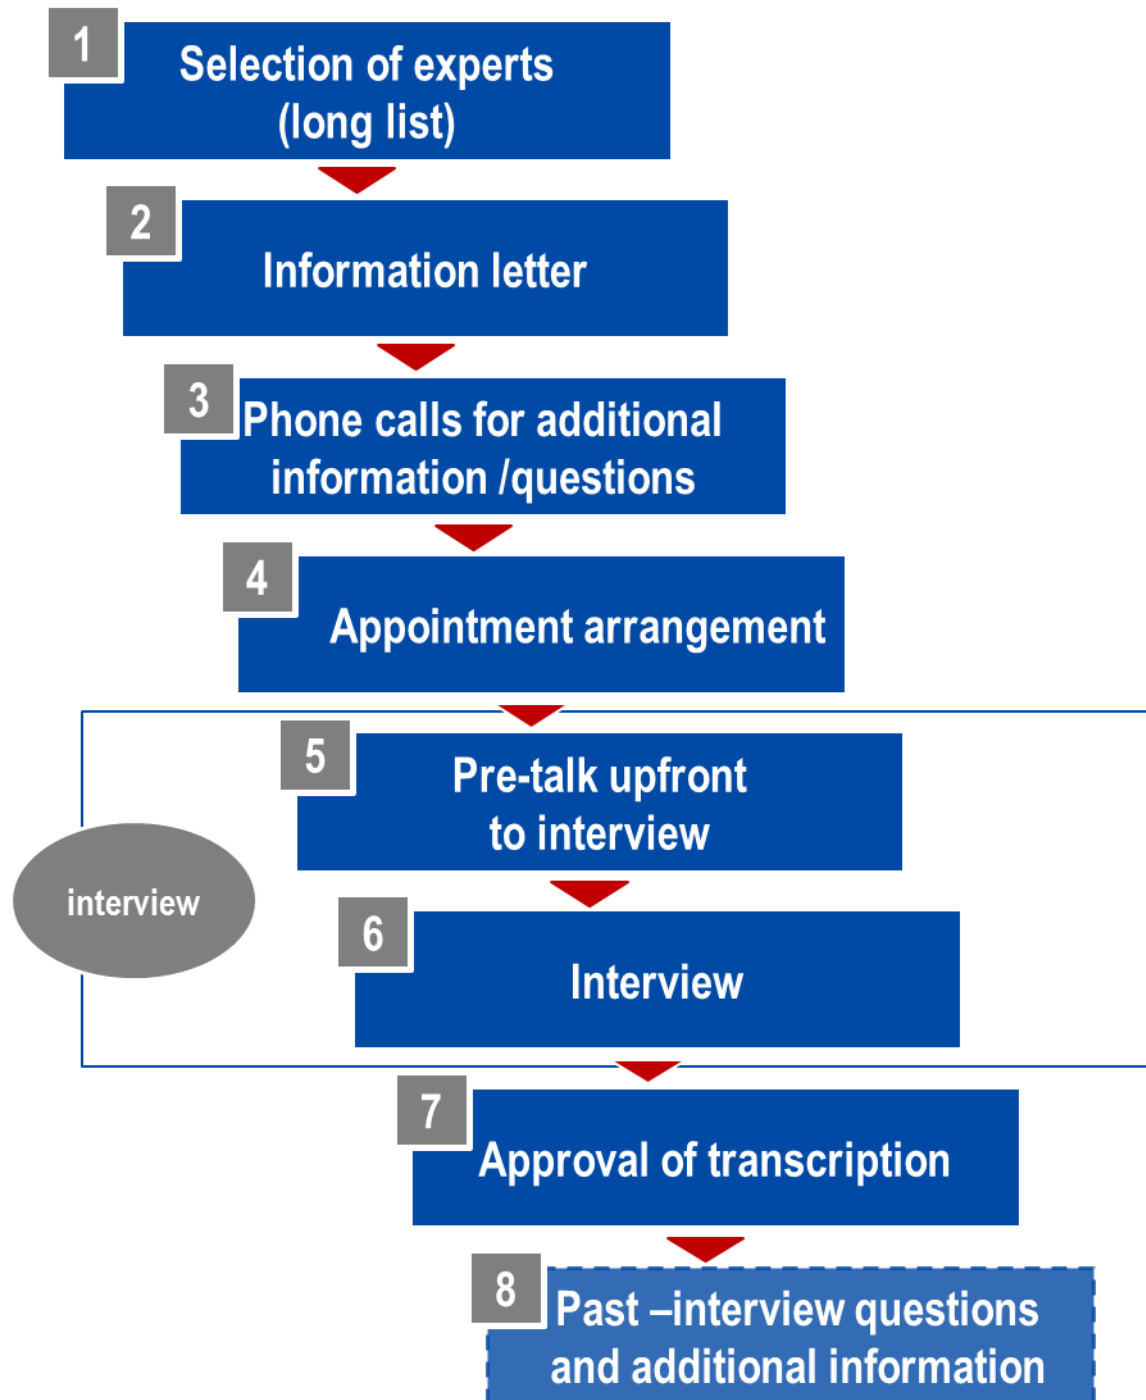 1
Selection of experts
(long list)
2
Information letter
3
Phone calls for additional
information /questions
4
Appointment arrangement
5
Pre-talk upfront
to interview
interview
6
Interview
7
Approval of transcription
8
Past –interview questions
and additional information